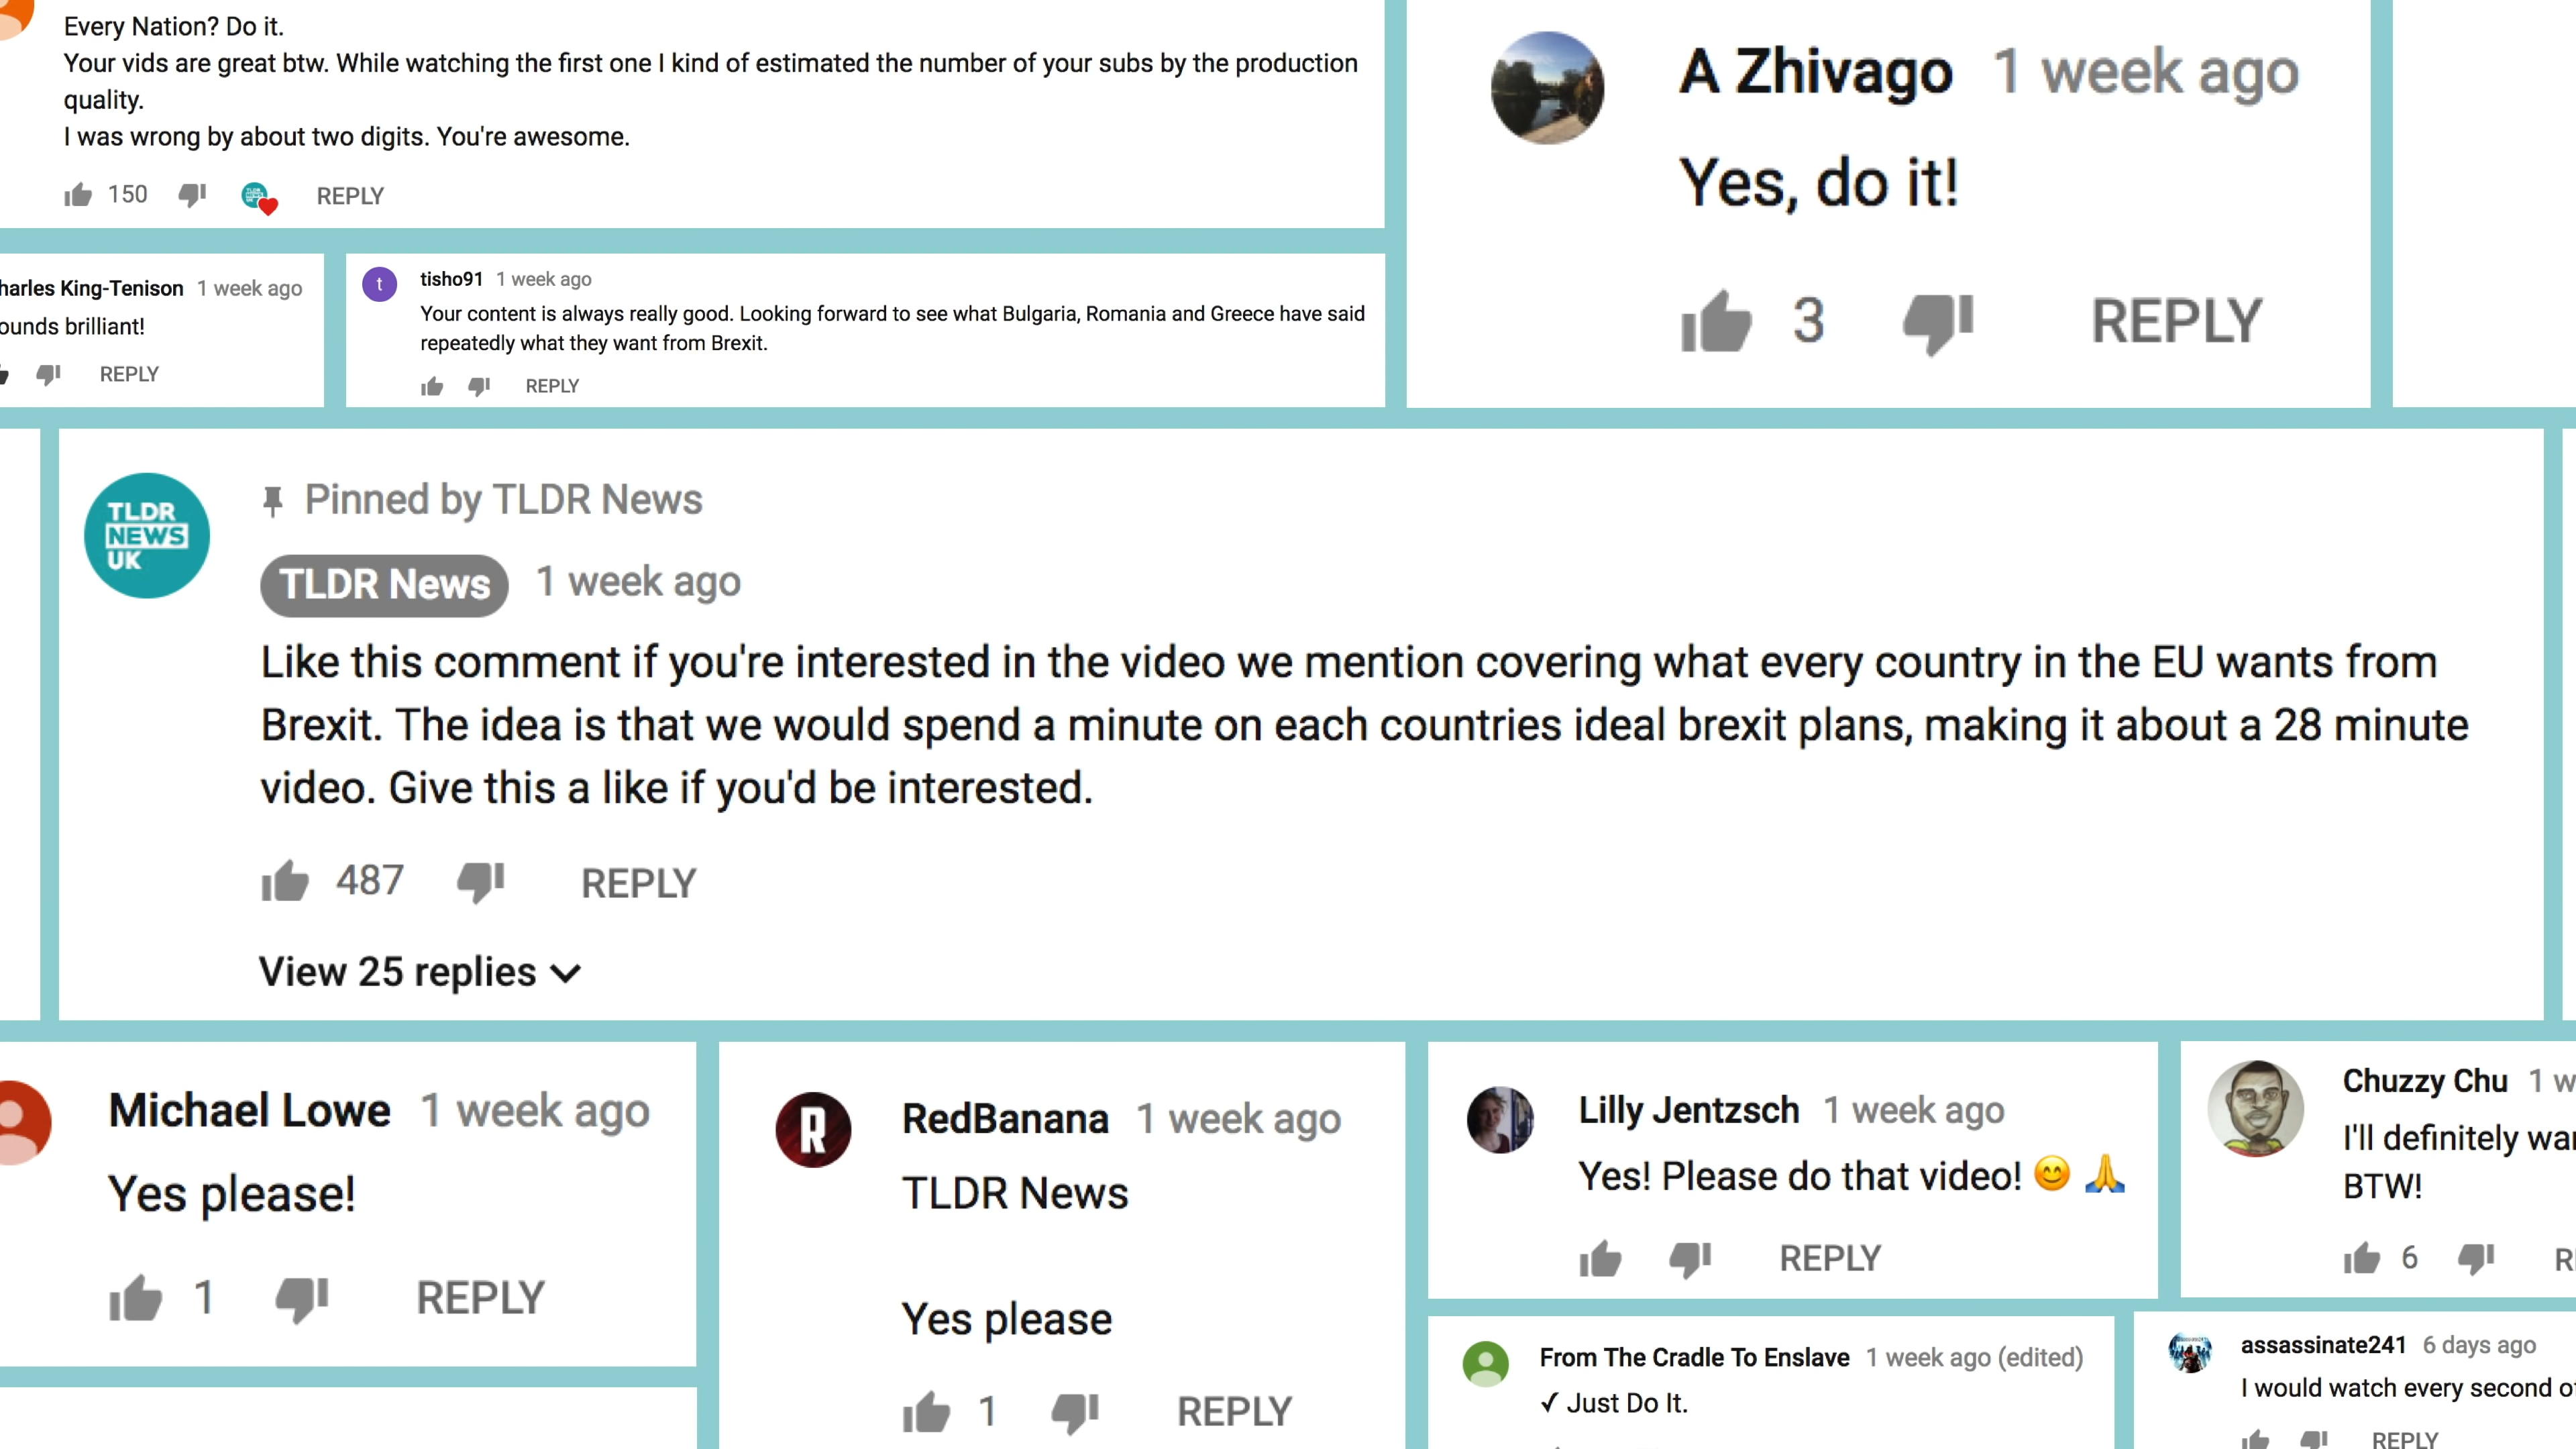 Every Nation? Do it.
Your vids are great btw. While watching the first one I kind of estimated the number of your subs by the production
quality.
I was wrong by about two digits. You're awesome.
150 REPLY
A Zhivago 1 week ago
Yes, do it!
3 REPLY
harles King-Tenison 1 week ago
ounds brilliant!
REPLY
t
tisho91 1 week ago
Your content is always really good. Looking forward to see what Bulgaria, Romania and Greece have said
repeatedly what they want from Brexit.
REPLY
TLDR
NEWS
UK
Pinned by TLDR News
TLDR News 1 week ago
Like this comment if you're interested in the video we mention covering what every country in the EU wants from
Brexit. The idea is that we would spend a minute on each countries ideal brexit plans, making it about a 28 minute
video. Give this a like if you'd be interested.
487 REPLY
View 25 replies
Michael Lowe 1 week ago
Yes please!
1 REPLY
R
RedBanana 1 week ago
TLDR News
Yes please
1 REPLY
Lilly Jentzsch 1 week ago
Yes! Please do that video! 😊 🙏
REPLY
Chuzzy Chu 1 w
I'll definitely wa
BTW!
6 R
From The Cradle To Enslave 1 week ago (edited)
✓ Just Do It.
assassinate241 6 days ago
I would watch every second o
REPLY